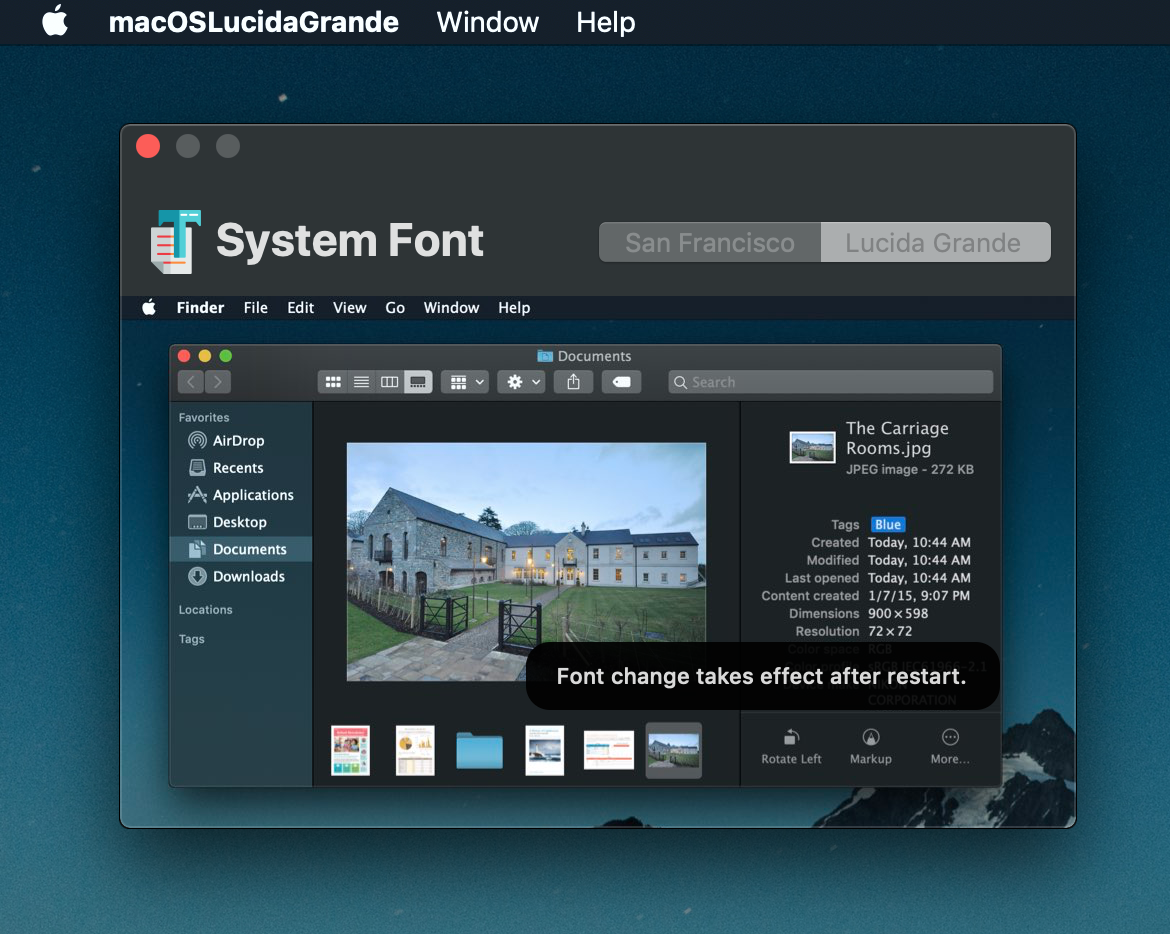 macOSLucidaGrande Window Help
System Font
San Francisco Lucida Grande
Finder File Edit View Go Window Help
Documents
Search
Favorites
AirDrop
Recents
Applications
Desktop
Documents
Downloads
Locations
Tags
The Carriage
Rooms.jpg
JPEG image - 272 KB
Tags Blue
Created Today, 10:44 AM
Modified Today, 10:44 AM
Last opened Today, 10:44 AM
Content created 1/7/15, 9:07 PM
Dimensions 900×598
Resolution 72×72
Color space RGB
sRGB IEC61966-2.1
CORPORATION
Font change takes effect after restart.
Rotate Left Markup More...